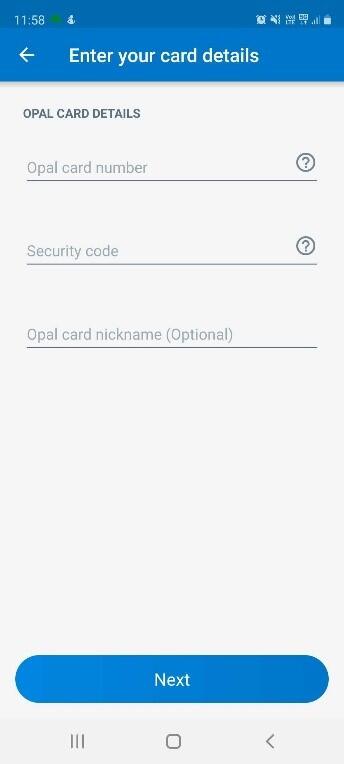 11:58
Enter your card details
OPAL CARD DETAILS
Opal card number
Security code
Opal card nickname (Optional)
Next